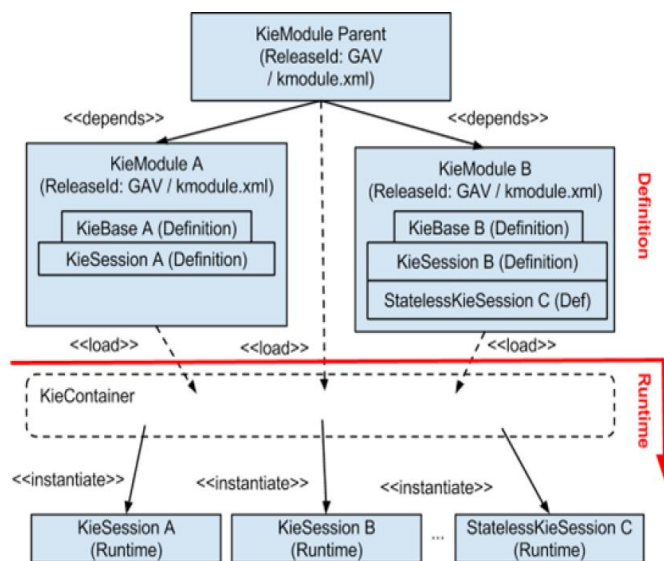 KieModule Parent
(ReleaseId: GAV
/ kmodule.xml)
<<depends>>
<<depends>>
KieModule A
(ReleaseId: GAV / kmodule.xml)
KieBase A (Definition)
KieSession A (Definition)
KieModule B
(ReleaseId: GAV / kmodule.xml)
KieBase B (Definition)
KieSession B (Definition)
StatelessKieSession C (Def)
Definition
<<load>>
<<load>>
<<load>>
Runtime
KieContainer
<<instantiate>>
<<instantiate>>
<<instantiate>>
KieSession A
(Runtime)
KieSession B
(Runtime)
...
StatelessKieSession C
(Runtime)